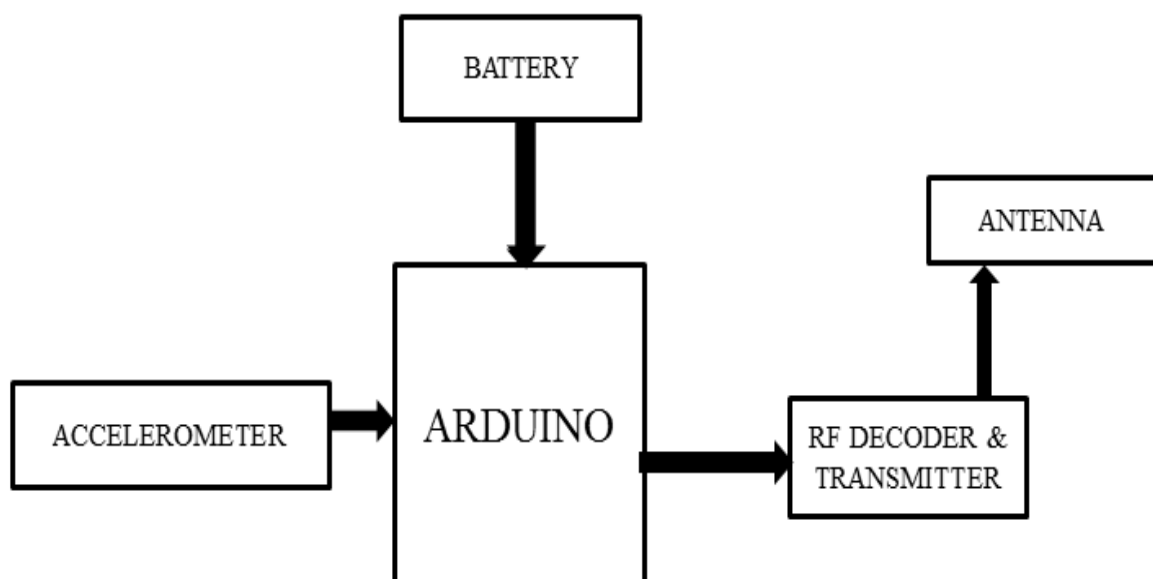 BATTERY
ANTENNA
ACCELEROMETER
ARDUINO
RF DECODER &
TRANSMITTER